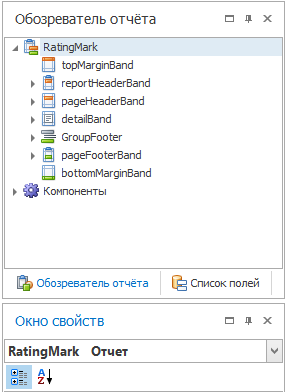 Обозреватель отчёта
RatingMark
topMarginBand
reportHeaderBand
pageHeaderBand
detailBand
GroupFooter
pageFooterBand
bottomMarginBand
Компоненты
Обозреватель отчёта Список полей
Окно свойств
RatingMark Отчет
A
Z